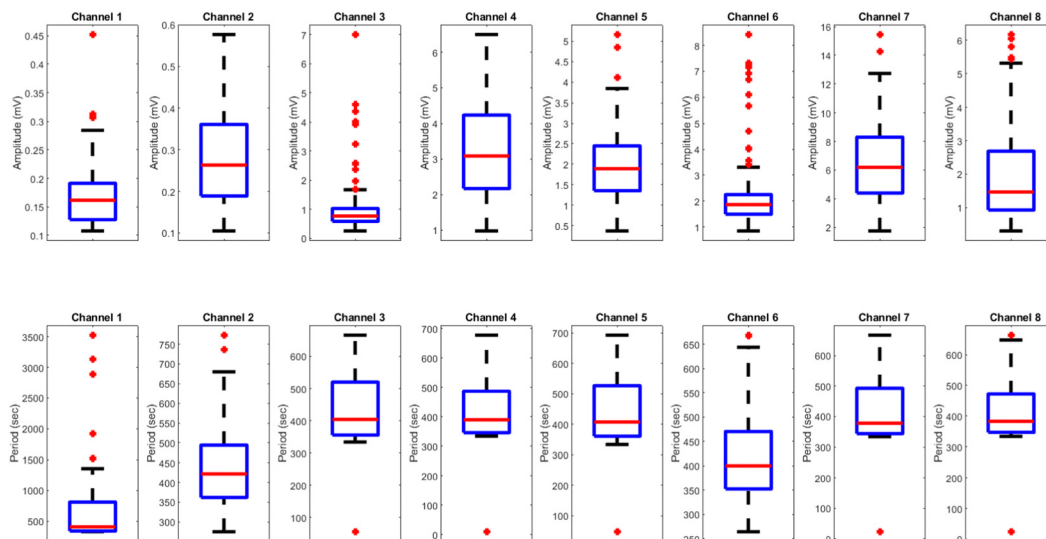 Channel 1 Channel 2 Channel 3 Channel 4 Channel 5 Channel 6 Channel 7 Channel 8
Amplitude (mV) 0.45 0.4 0.35 0.3 0.25 0.2 0.15 0.1
Amplitude (mV) 0.6 0.5 0.4 0.3 0.2 0.1
Amplitude (mV) 7 6 5 4 3 2 1 0
Amplitude (mV) 6 5 4 3 2 1
Amplitude (mV) 5 4.5 4 3.5 3 2.5 2 1.5 1 0.5
Amplitude (mV) 8 7 6 5 4 3 2 1
Amplitude (mV) 16 14 12 10 8 6 4 2
Amplitude (mV) 6 5 4 3 2 1
Channel 1 Channel 2 Channel 3 Channel 4 Channel 5 Channel 6 Channel 7 Channel 8
Period (sec) 3500 3000 2500 2000 1500 1000 500
Period (sec) 750 700 650 600 550 500 450 400 350 300
Period (sec) 600 500 400 300 200 100
Period (sec) 700 600 500 400 300 200 100 0
Period (sec) 700 600 500 400 300 200 100
Period (sec) 650 600 550 500 450 400 350 300 250
Period (sec) 600 500 400 300 200 100 0
Period (sec) 600 500 400 300 200 100 0